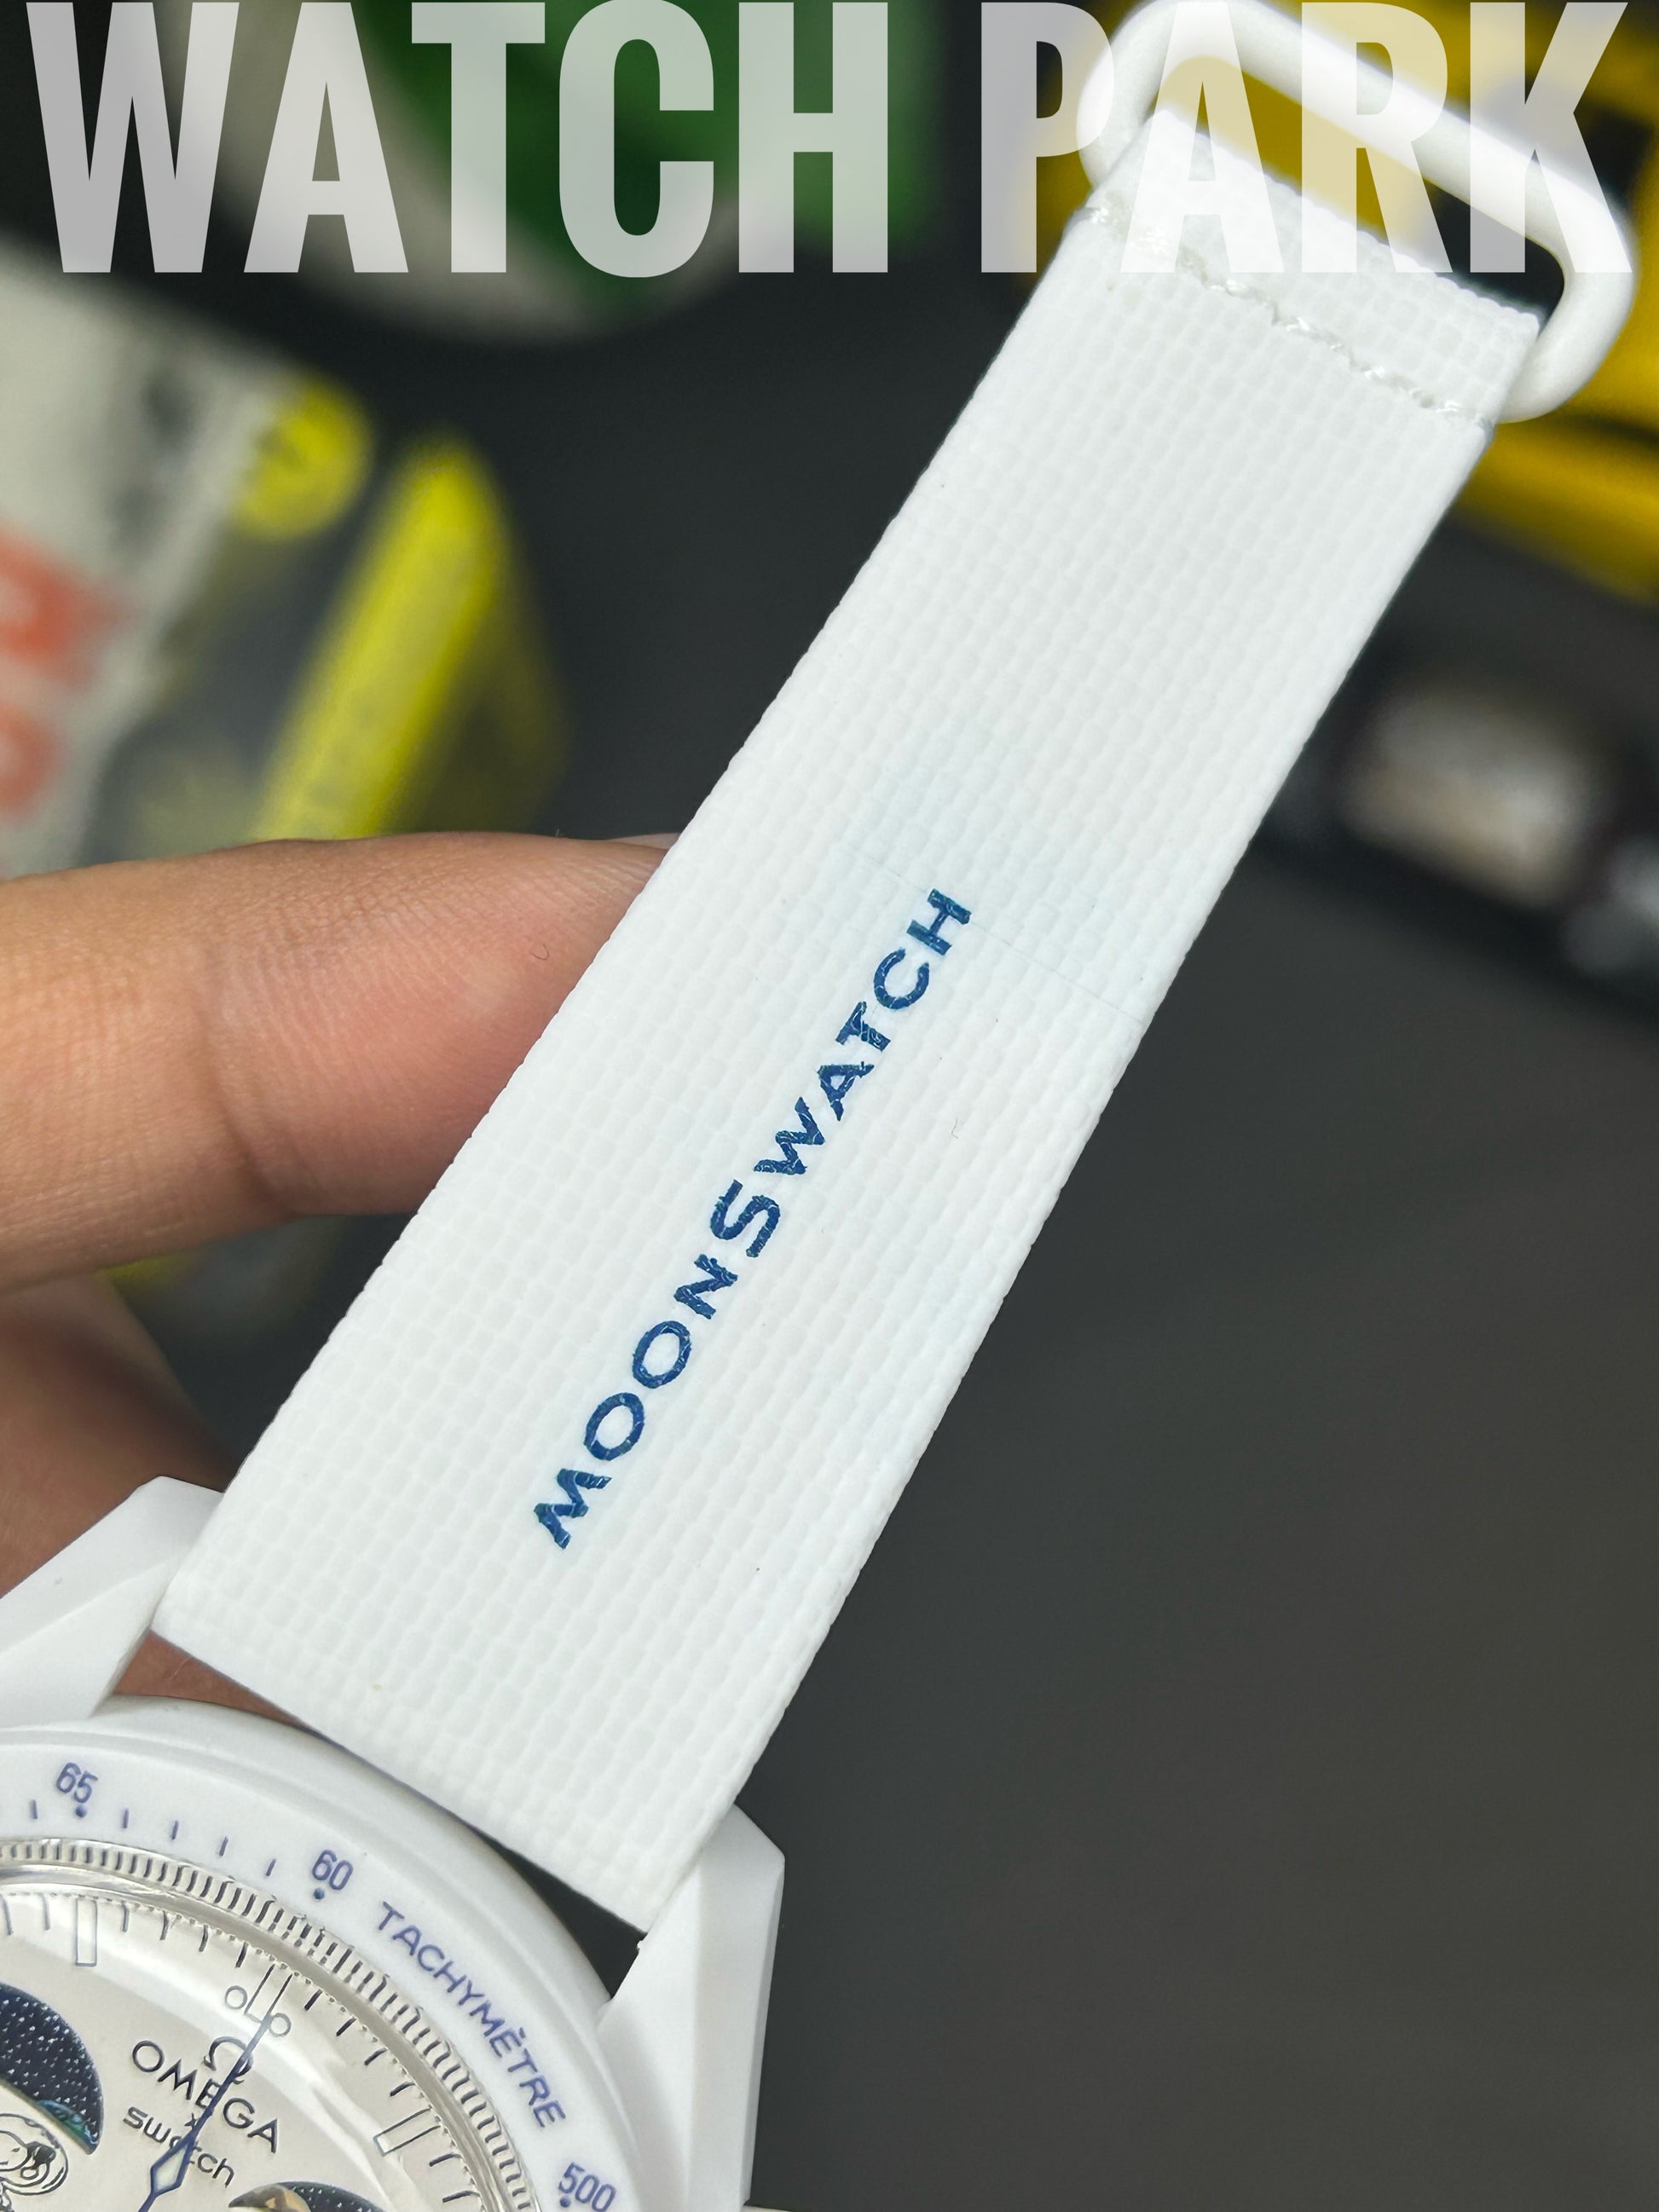 WATCH PARK
MOONSWATCH
65
60
TACHYMÈTRE
500
Ω
OMEGA
x
swatch